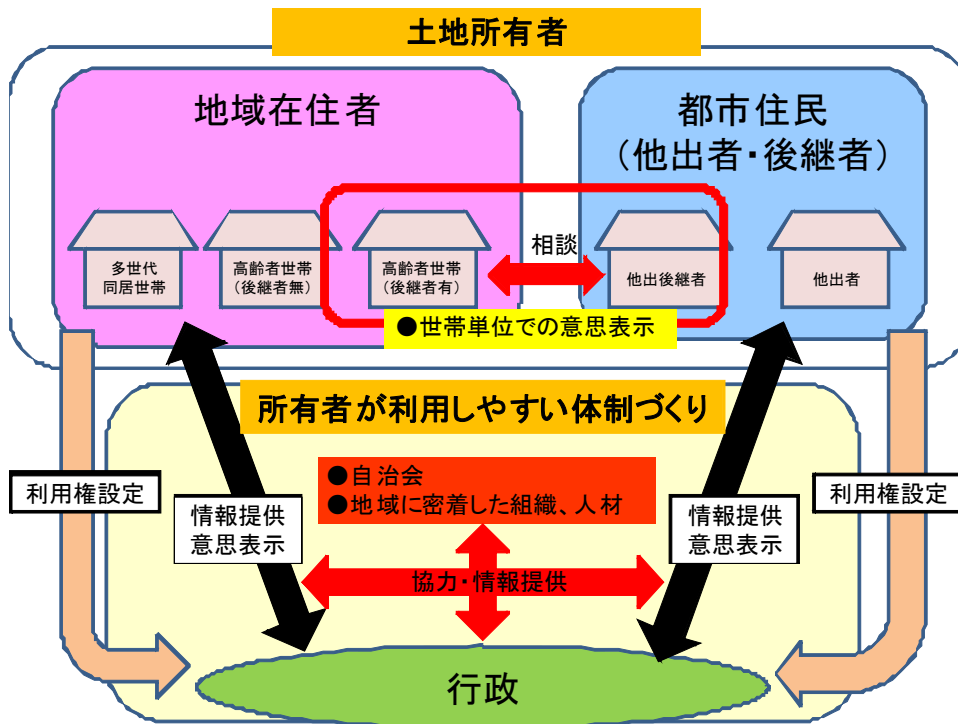 土地所有者
地域在住者
都市住民
（他出者・後継者）
多世代
同居世帯
高齢者世帯
（後継者無）
高齢者世帯
（後継者有）
相談
他出後継者
他出者
●世帯単位での意思表示
所有者が利用しやすい体制づくり
利用権設定
情報提供
意思表示
●自治会
●地域に密着した組織、人材
協力・情報提供
情報提供
意思表示
利用権設定
行政